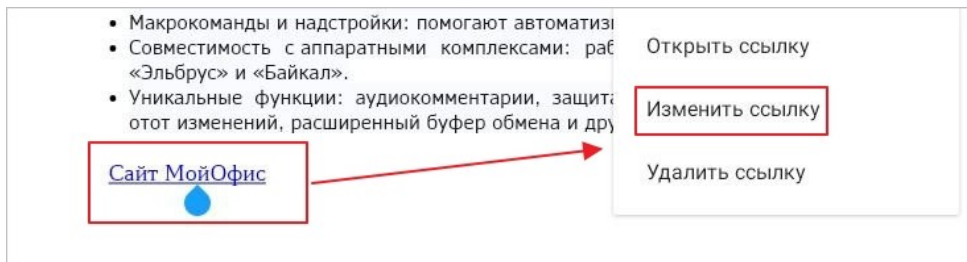 • Макрокоманды и надстройки: помогают автоматизи
• Совместимость с аппаратными комплексами: раб
«Эльбрус» и «Байкал».
• Уникальные функции: аудиокомментарии, защита
отот изменений, расширенный буфер обмена и дру
Сайт МойОфис
Открыть ссылку
Изменить ссылку
Удалить ссылку